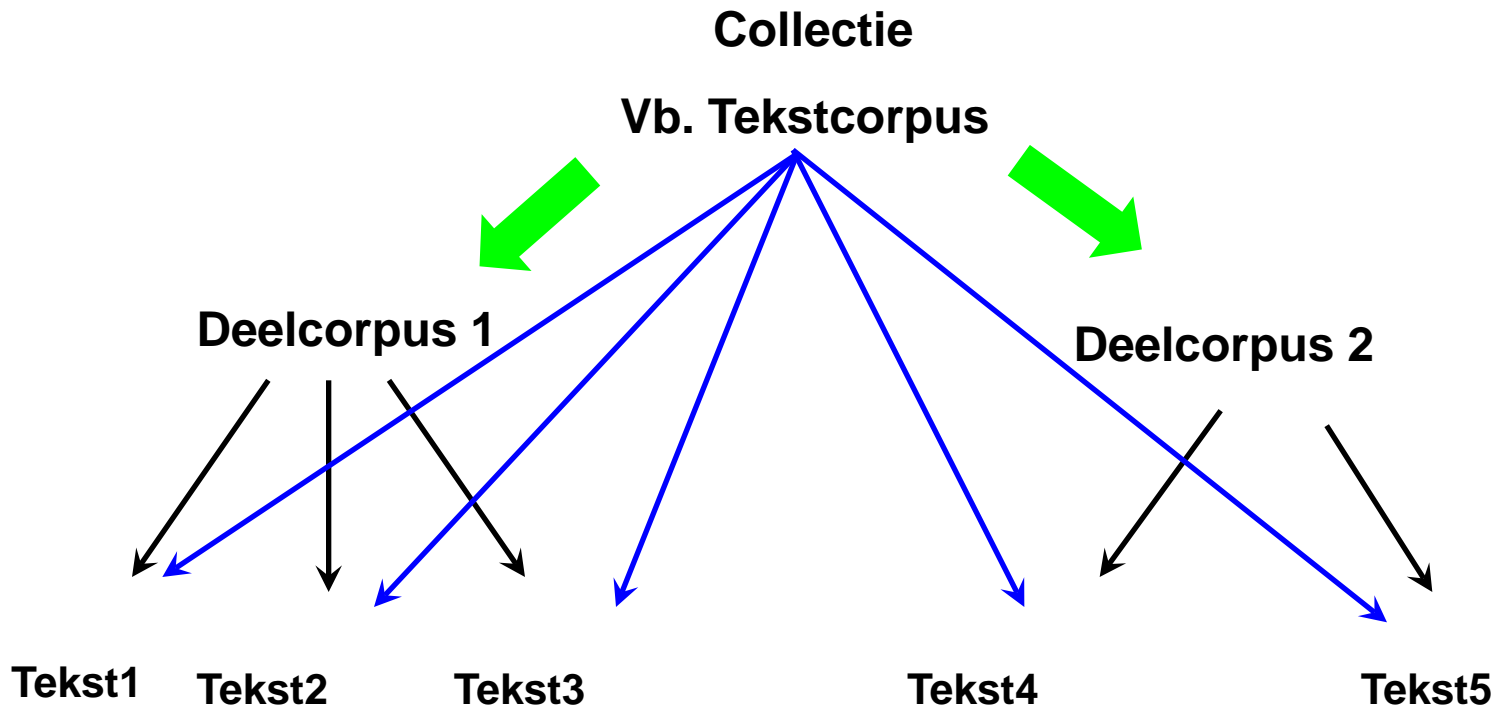 Collectie
Vb. Tekstcorpus
Deelcorpus 1
Deelcorpus 2
Tekst1
Tekst2
Tekst3
Tekst4
Tekst5